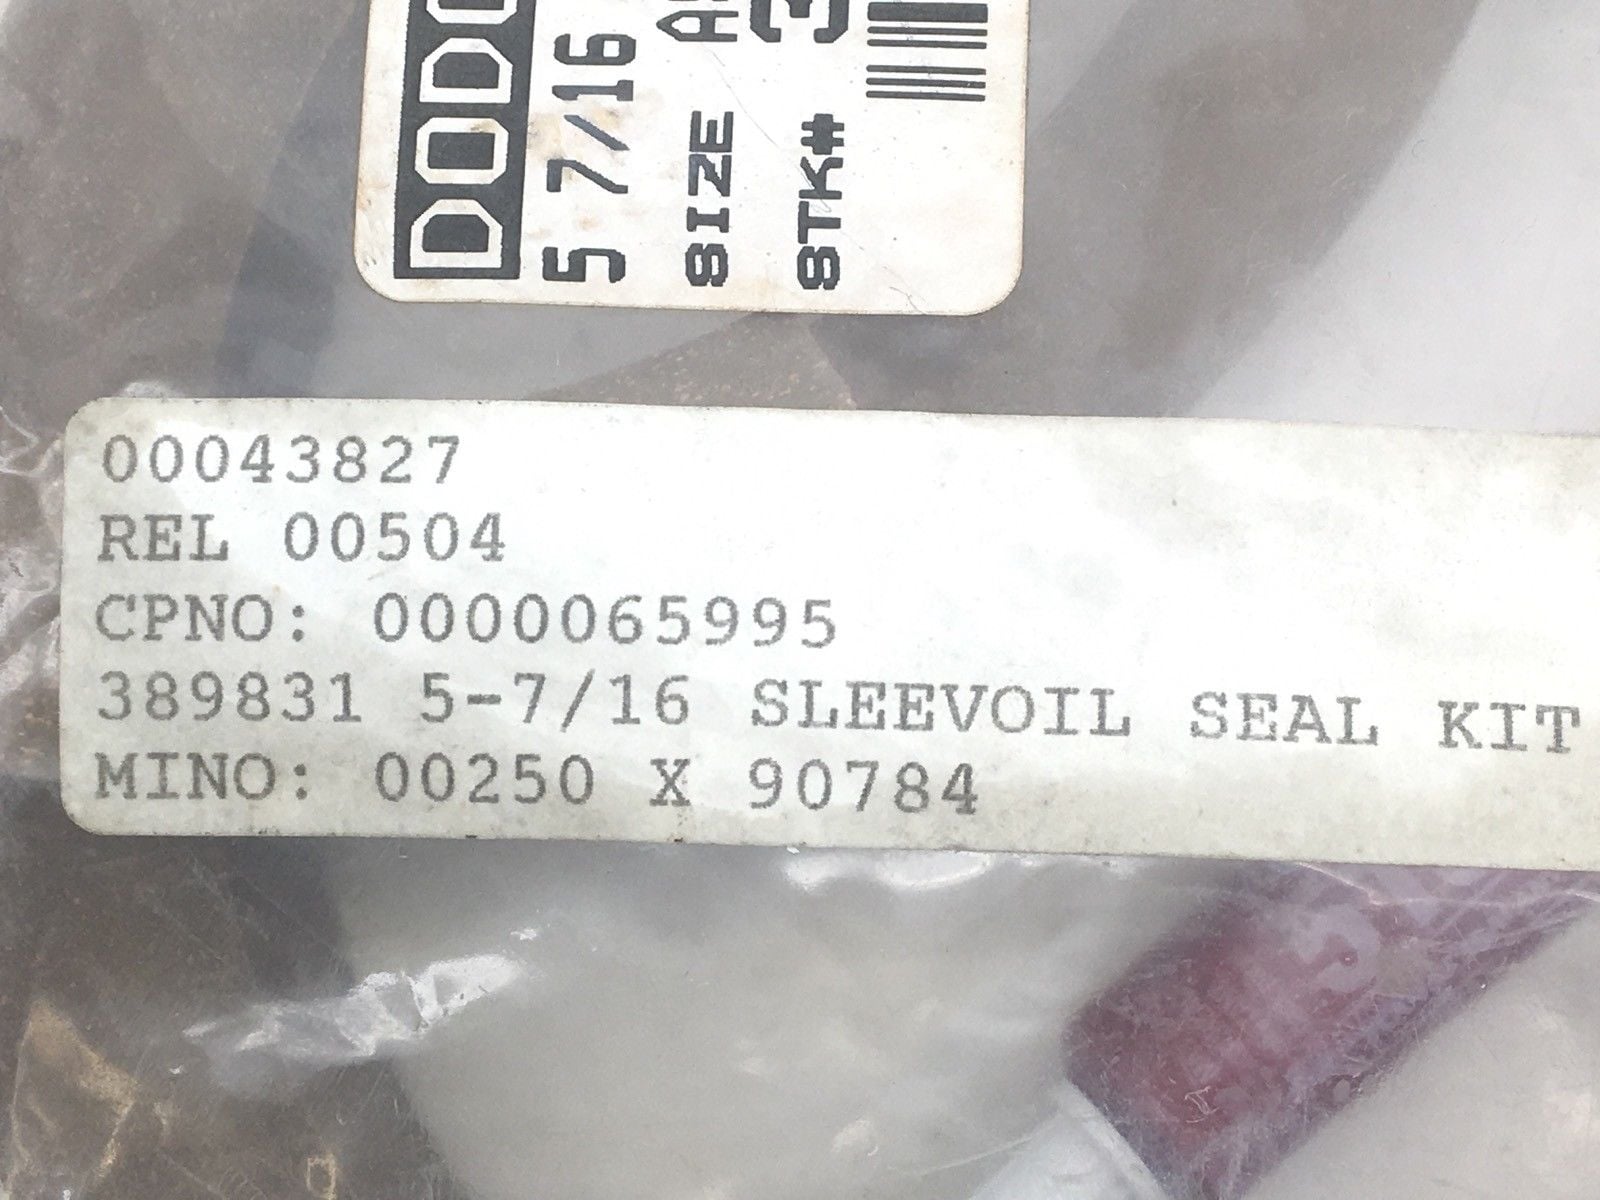 5 7/16
SIZE
STK#
00043827
REL 00504
CPNO: 0000065995
389831 5-7/16 SLEEVOIL SEAL KIT
MINO: 00250 X 90784